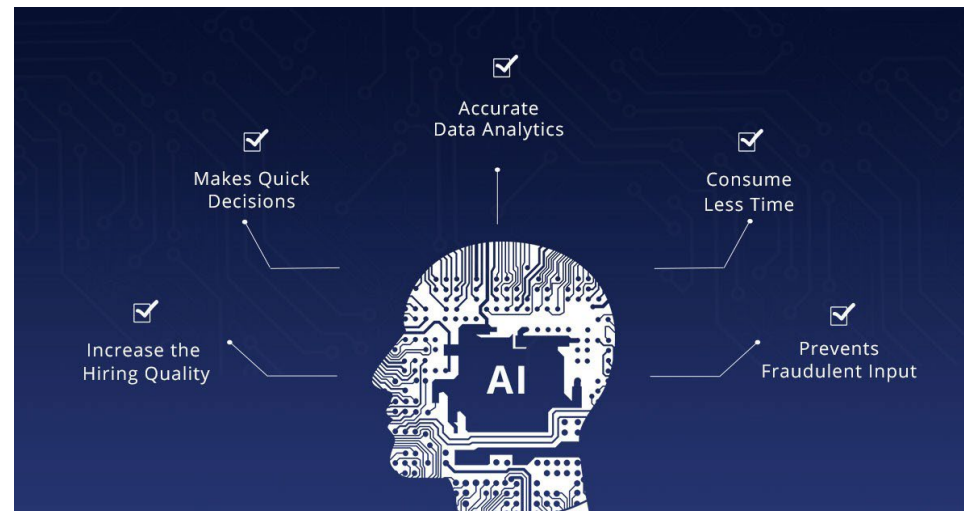 Accurate
Data Analytics
Makes Quick
Decisions
Consume
Less Time
Increase the
Hiring Quality
Prevents
Fraudulent Input
AI